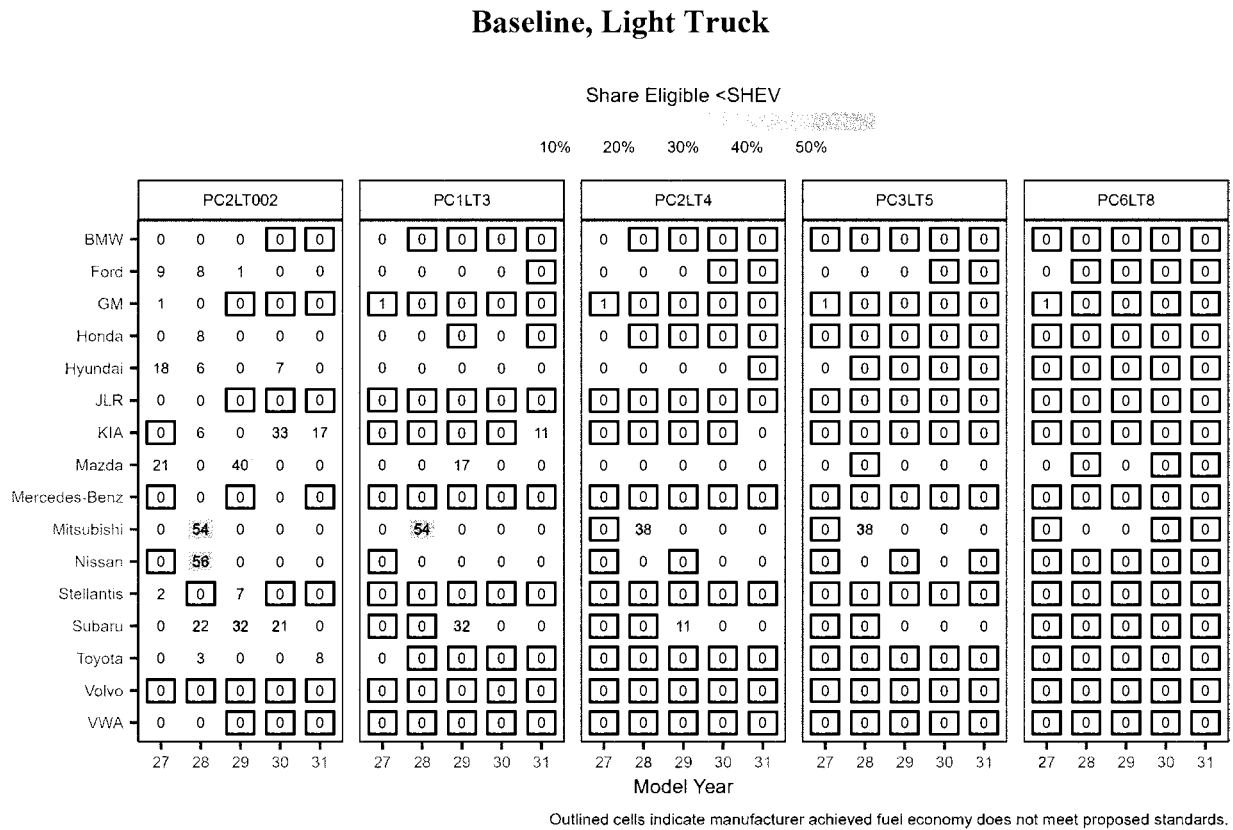 Baseline, Light Truck
Share Eligible <SHEV
10% 20% 30% 40% 50%
PC2LT002 PC1LT3 PC2LT4 PC3LT5 PC6LT8
BMW 0 0 0 0 0 0 0 0 0 0 0 0 0 0 0 0 0 0 0 0 0 0 0 0 0
Ford 9 8 1 0 0 0 0 0 0 0 0 0 0 0 0 0 0 0 0 0 0 0 0 0 0
GM 1 0 0 0 0 1 0 0 0 0 1 0 0 0 0 1 0 0 0 0 1 0 0 0 0
Honda 0 8 0 0 0 0 0 0 0 0 0 0 0 0 0 0 0 0 0 0 0 0 0 0 0
Hyundai 18 6 0 7 0 0 0 0 0 0 0 0 0 0 0 0 0 0 0 0 0 0 0 0 0
JLR 0 0 0 0 0 0 0 0 0 0 0 0 0 0 0 0 0 0 0 0 0 0 0 0 0
KIA 0 6 0 33 17 0 0 0 0 11 0 0 0 0 0 0 0 0 0 0 0 0 0 0 0
Mazda 21 0 40 0 0 0 0 17 0 0 0 0 0 0 0 0 0 0 0 0 0 0 0 0 0
Mercedes-Benz 0 0 0 0 0 0 0 0 0 0 0 0 0 0 0 0 0 0 0 0 0 0 0 0 0
Mitsubishi 0 54 0 0 0 0 54 0 0 0 0 38 0 0 0 0 38 0 0 0 0 0 0 0 0
Nissan 0 56 0 0 0 0 0 0 0 0 0 0 0 0 0 0 0 0 0 0 0 0 0 0 0
Stellantis 2 0 7 0 0 0 0 0 0 0 0 0 0 0 0 0 0 0 0 0 0 0 0 0 0
Subaru 0 22 32 21 0 0 0 32 0 0 0 0 11 0 0 0 0 0 0 0 0 0 0 0 0
Toyota 0 3 0 0 8 0 0 0 0 0 0 0 0 0 0 0 0 0 0 0 0 0 0 0 0
Volvo 0 0 0 0 0 0 0 0 0 0 0 0 0 0 0 0 0 0 0 0 0 0 0 0 0
VWA 0 0 0 0 0 0 0 0 0 0 0 0 0 0 0 0 0 0 0 0 0 0 0 0 0
27 28 29 30 31 27 28 29 30 31 27 28 29 30 31 27 28 29 30 31 27 28 29 30 31
Model Year
Outlined cells indicate manufacturer achieved fuel economy does not meet proposed standards.